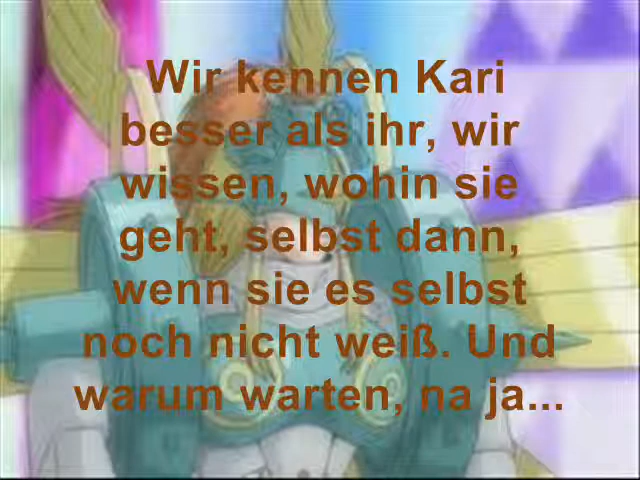 Wir kennen Kari
besser als ihr, wir
wissen, wohin sie
geht, selbst dann,
wenn sie es selbst
noch nicht weiß. Und
warum warten, na ja...